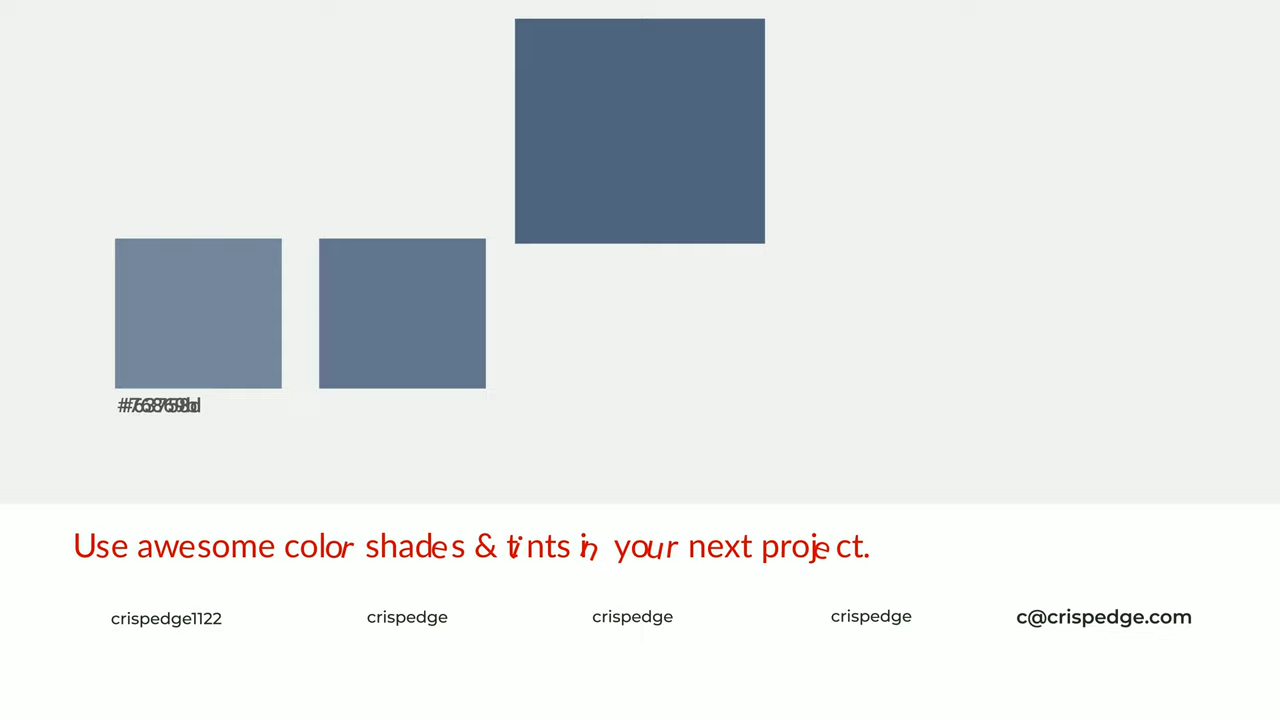 Use awesome color shades & tints in your next project.
crispedge1122 crispedge crispedge crispedge c@crispedge.com